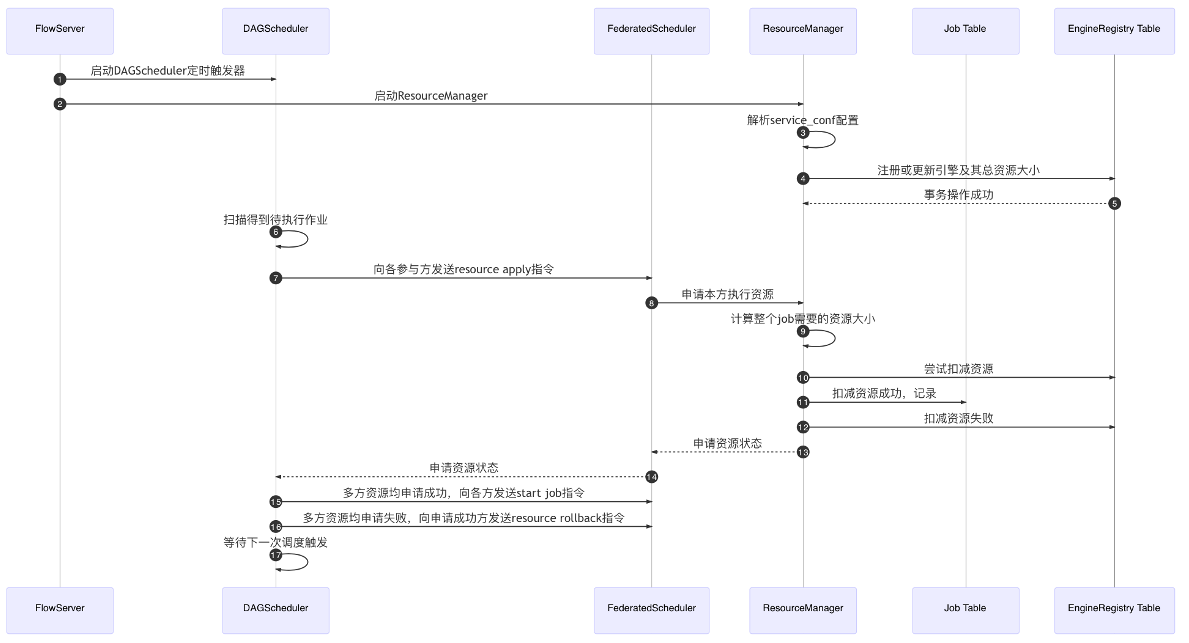 FlowServer
DAGScheduler
FederatedScheduler
ResourceManager
Job Table
EngineRegistry Table
1
启动DAGScheduler定时触发器
2
启动ResourceManager
解析service_conf配置
3
4
注册或更新引擎及其总资源大小
事务操作成功
5
扫描得到待执行作业
6
7
向各参与方发送resource apply指令
8
申请本方执行资源
计算整个job需要的资源大小
9
10
尝试扣减资源
11
扣减资源成功，记录
12
扣减资源失败
申请资源状态
13
申请资源状态
14
15
多方资源均申请成功，向各方发送start job指令
16
多方资源均申请失败，向申请成功方发送resource rollback指令
等待下一次调度触发
17
FlowServer
DAGScheduler
FederatedScheduler
ResourceManager
Job Table
EngineRegistry Table